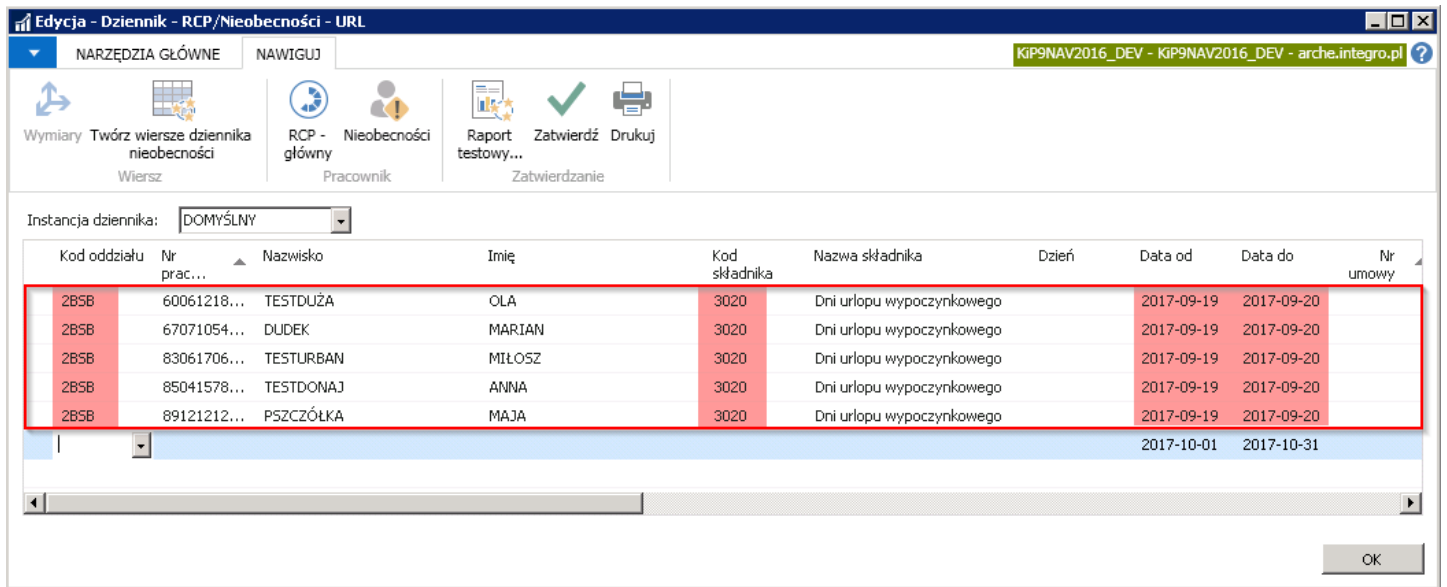 Edycja - Dziennik - RCP/Nieobecności - URL
NARZĘDZIA GŁÓWNE NAWIGUJ KiP9NAV2016_DEV - KiP9NAV2016_DEV - arche.integro.pl ?
Wymiary Twórz wiersze dziennika nieobecności RCP - główny Nieobecności Raport testowy... Zatwierdź Drukuj
Wiersz Pracownik Zatwierdzanie
Instancja dziennika: DOMYŚLNY
Kod oddziału Nr prac... Nazwisko Imię Kod składnika Nazwa składnika Dzień Data od Data do Nr umowy
2BSB 60061218... TESTDUŻA OLA 3020 Dni urlopu wypoczynkowego 2017-09-19 2017-09-20
2BSB 67071054... DUDEK MARIAN 3020 Dni urlopu wypoczynkowego 2017-09-19 2017-09-20
2BSB 83061706... TESTURBAN MIŁOSZ 3020 Dni urlopu wypoczynkowego 2017-09-19 2017-09-20
2BSB 85041578... TESTDONAJ ANNA 3020 Dni urlopu wypoczynkowego 2017-09-19 2017-09-20
2BSB 89121212... PSZCZÓŁKA MAJA 3020 Dni urlopu wypoczynkowego 2017-09-19 2017-09-20
2017-10-01 2017-10-31
OK